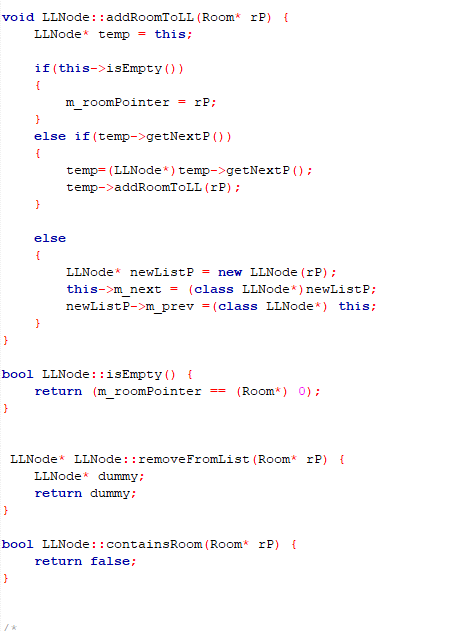 void LLNode::addRoomToLL(Room* rP) {
    LLNode* temp = this;
    if(this->isEmpty())
    {
        m_roomPointer = rP;
    }
    else if(temp->getNextP())
    {
        temp=(LLNode*)temp->getNextP();
        temp->addRoomToLL(rP);
    }
    else
    {
        LLNode* newListP = new LLNode(rP);
        this->m_next = (class LLNode*)newListP;
        newListP->m_prev =(class LLNode*) this;
    }
}
bool LLNode::isEmpty() {
    return (m_roomPointer == (Room*) 0);
}
 LLNode* LLNode::removeFromList(Room* rP) {
    LLNode* dummy;
    return dummy;
}
bool LLNode::containsRoom(Room* rP) {
    return false;
}
/*